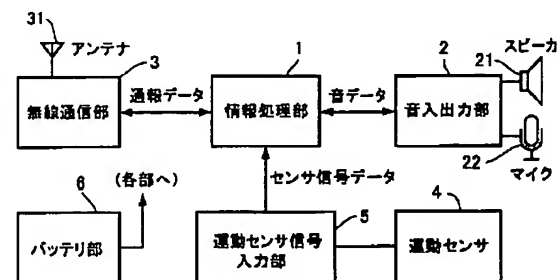 31
アンテナ
3
無線通信部
通報データ
1
情報処理部
音データ
2
音入出力部
21
スピーカ
22
マイク
センサ信号データ
6
(各部へ)
バッテリ部
5
運動センサ信号
入力部
4
運動センサ